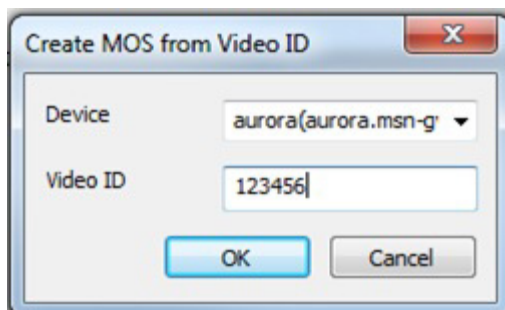 Create MOS from Video ID
Device
aurora(aurora.msn-g
Video ID
123456
OK
Cancel